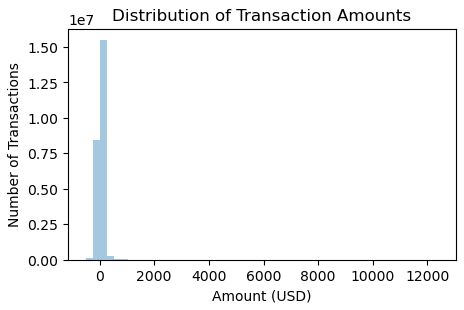 Distribution of Transaction Amounts
1e7
Number of Transactions
1.50
1.25
1.00
0.75
0.50
0.25
0.00
0 2000 4000 6000 8000 10000 12000
Amount (USD)